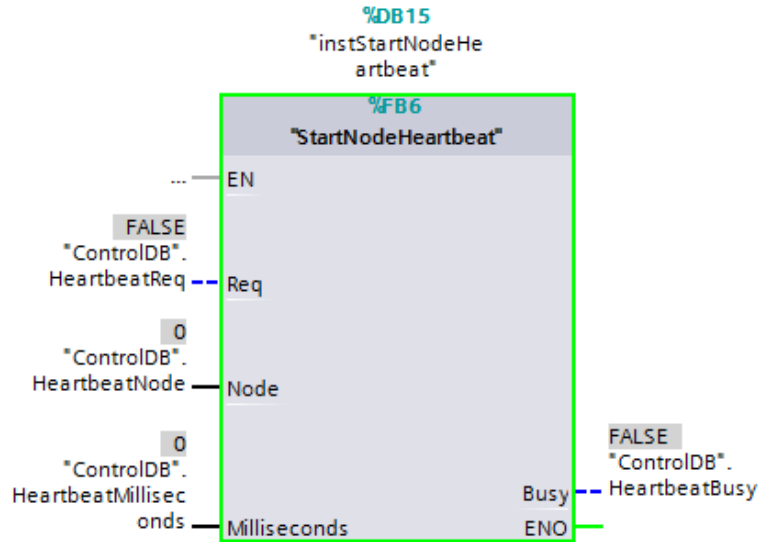 %DB15
"instStartNodeHe
artbeat"
%FB6
"StartNodeHeartbeat"
... EN
FALSE
"ControlDB".
HeartbeatReq Req
0
"ControlDB".
HeartbeatNode Node
0
"ControlDB".
HeartbeatMillisec
onds Milliseconds
FALSE
"ControlDB".
Busy HeartbeatBusy
ENO